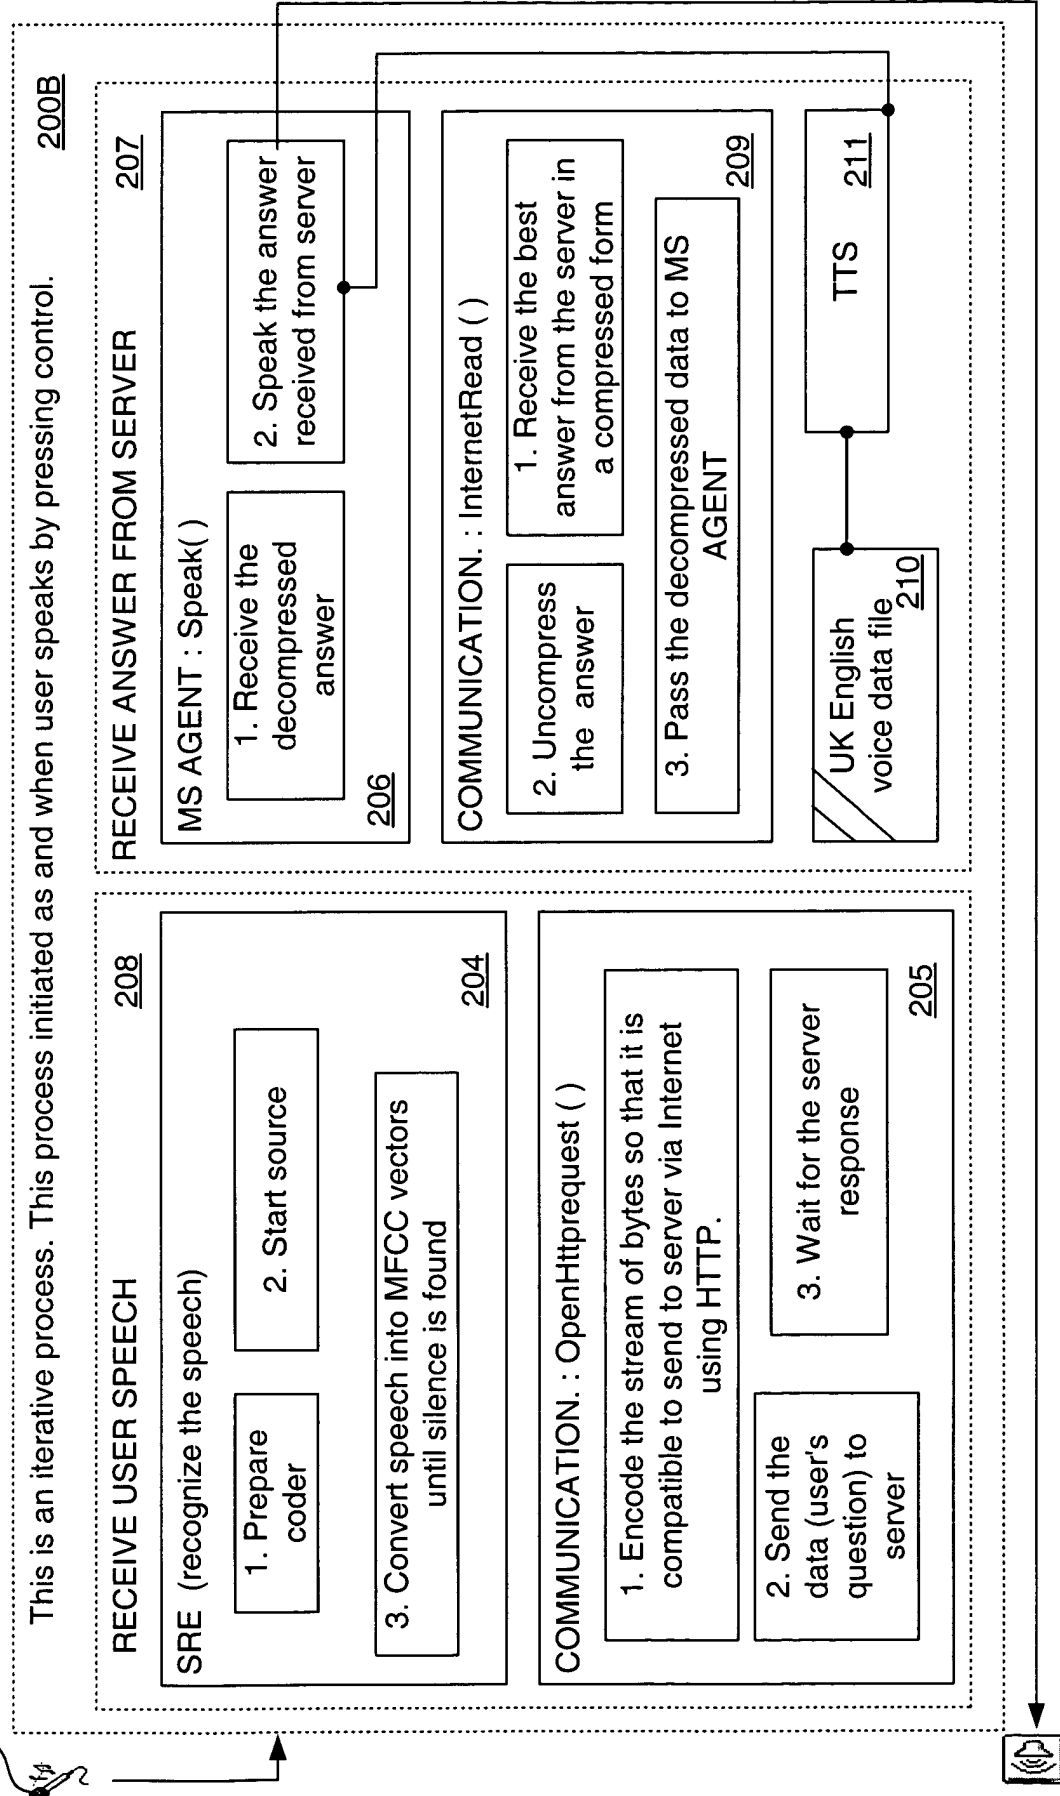 This is an iterative process. This process initiated as and when user speaks by pressing control.
200B
RECEIVE USER SPEECH
208
SRE (recognize the speech)
1. Prepare
coder
2. Start source
3. Convert speech into MFCC vectors
until silence is found
204
COMMUNICATION. : OpenHttprequest ( )
1. Encode the stream of bytes so that it is
compatible to send to server via Internet
using HTTP.
2. Send the
data (user's
question) to
server
3. Wait for the server
response
205
RECEIVE ANSWER FROM SERVER
207
MS AGENT : Speak( )
1. Receive the
decompressed
answer
2. Speak the answer
received from server
206
COMMUNICATION. : InternetRead ( )
2. Uncompress
the answer
1. Receive the best
answer from the server in
a compressed form
3. Pass the decompressed data to MS
AGENT
209
UK English
voice data file
210
TTS
211